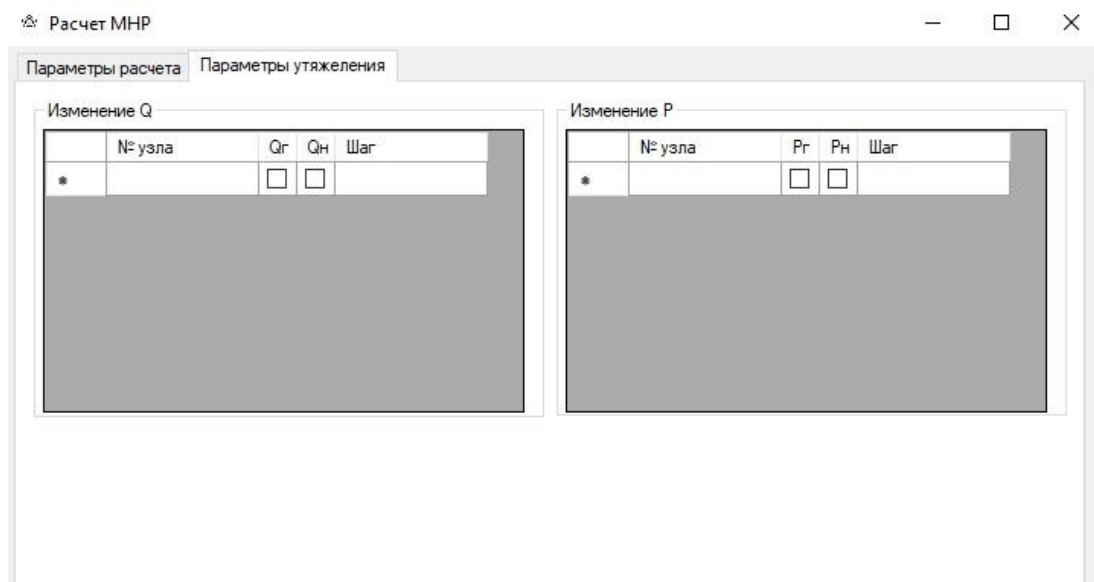 Расчет МНР
Параметры расчета Параметры утяжеления
Изменение Q Изменение P
№ узла Qг Qн Шаг № узла Pг Pн Шаг